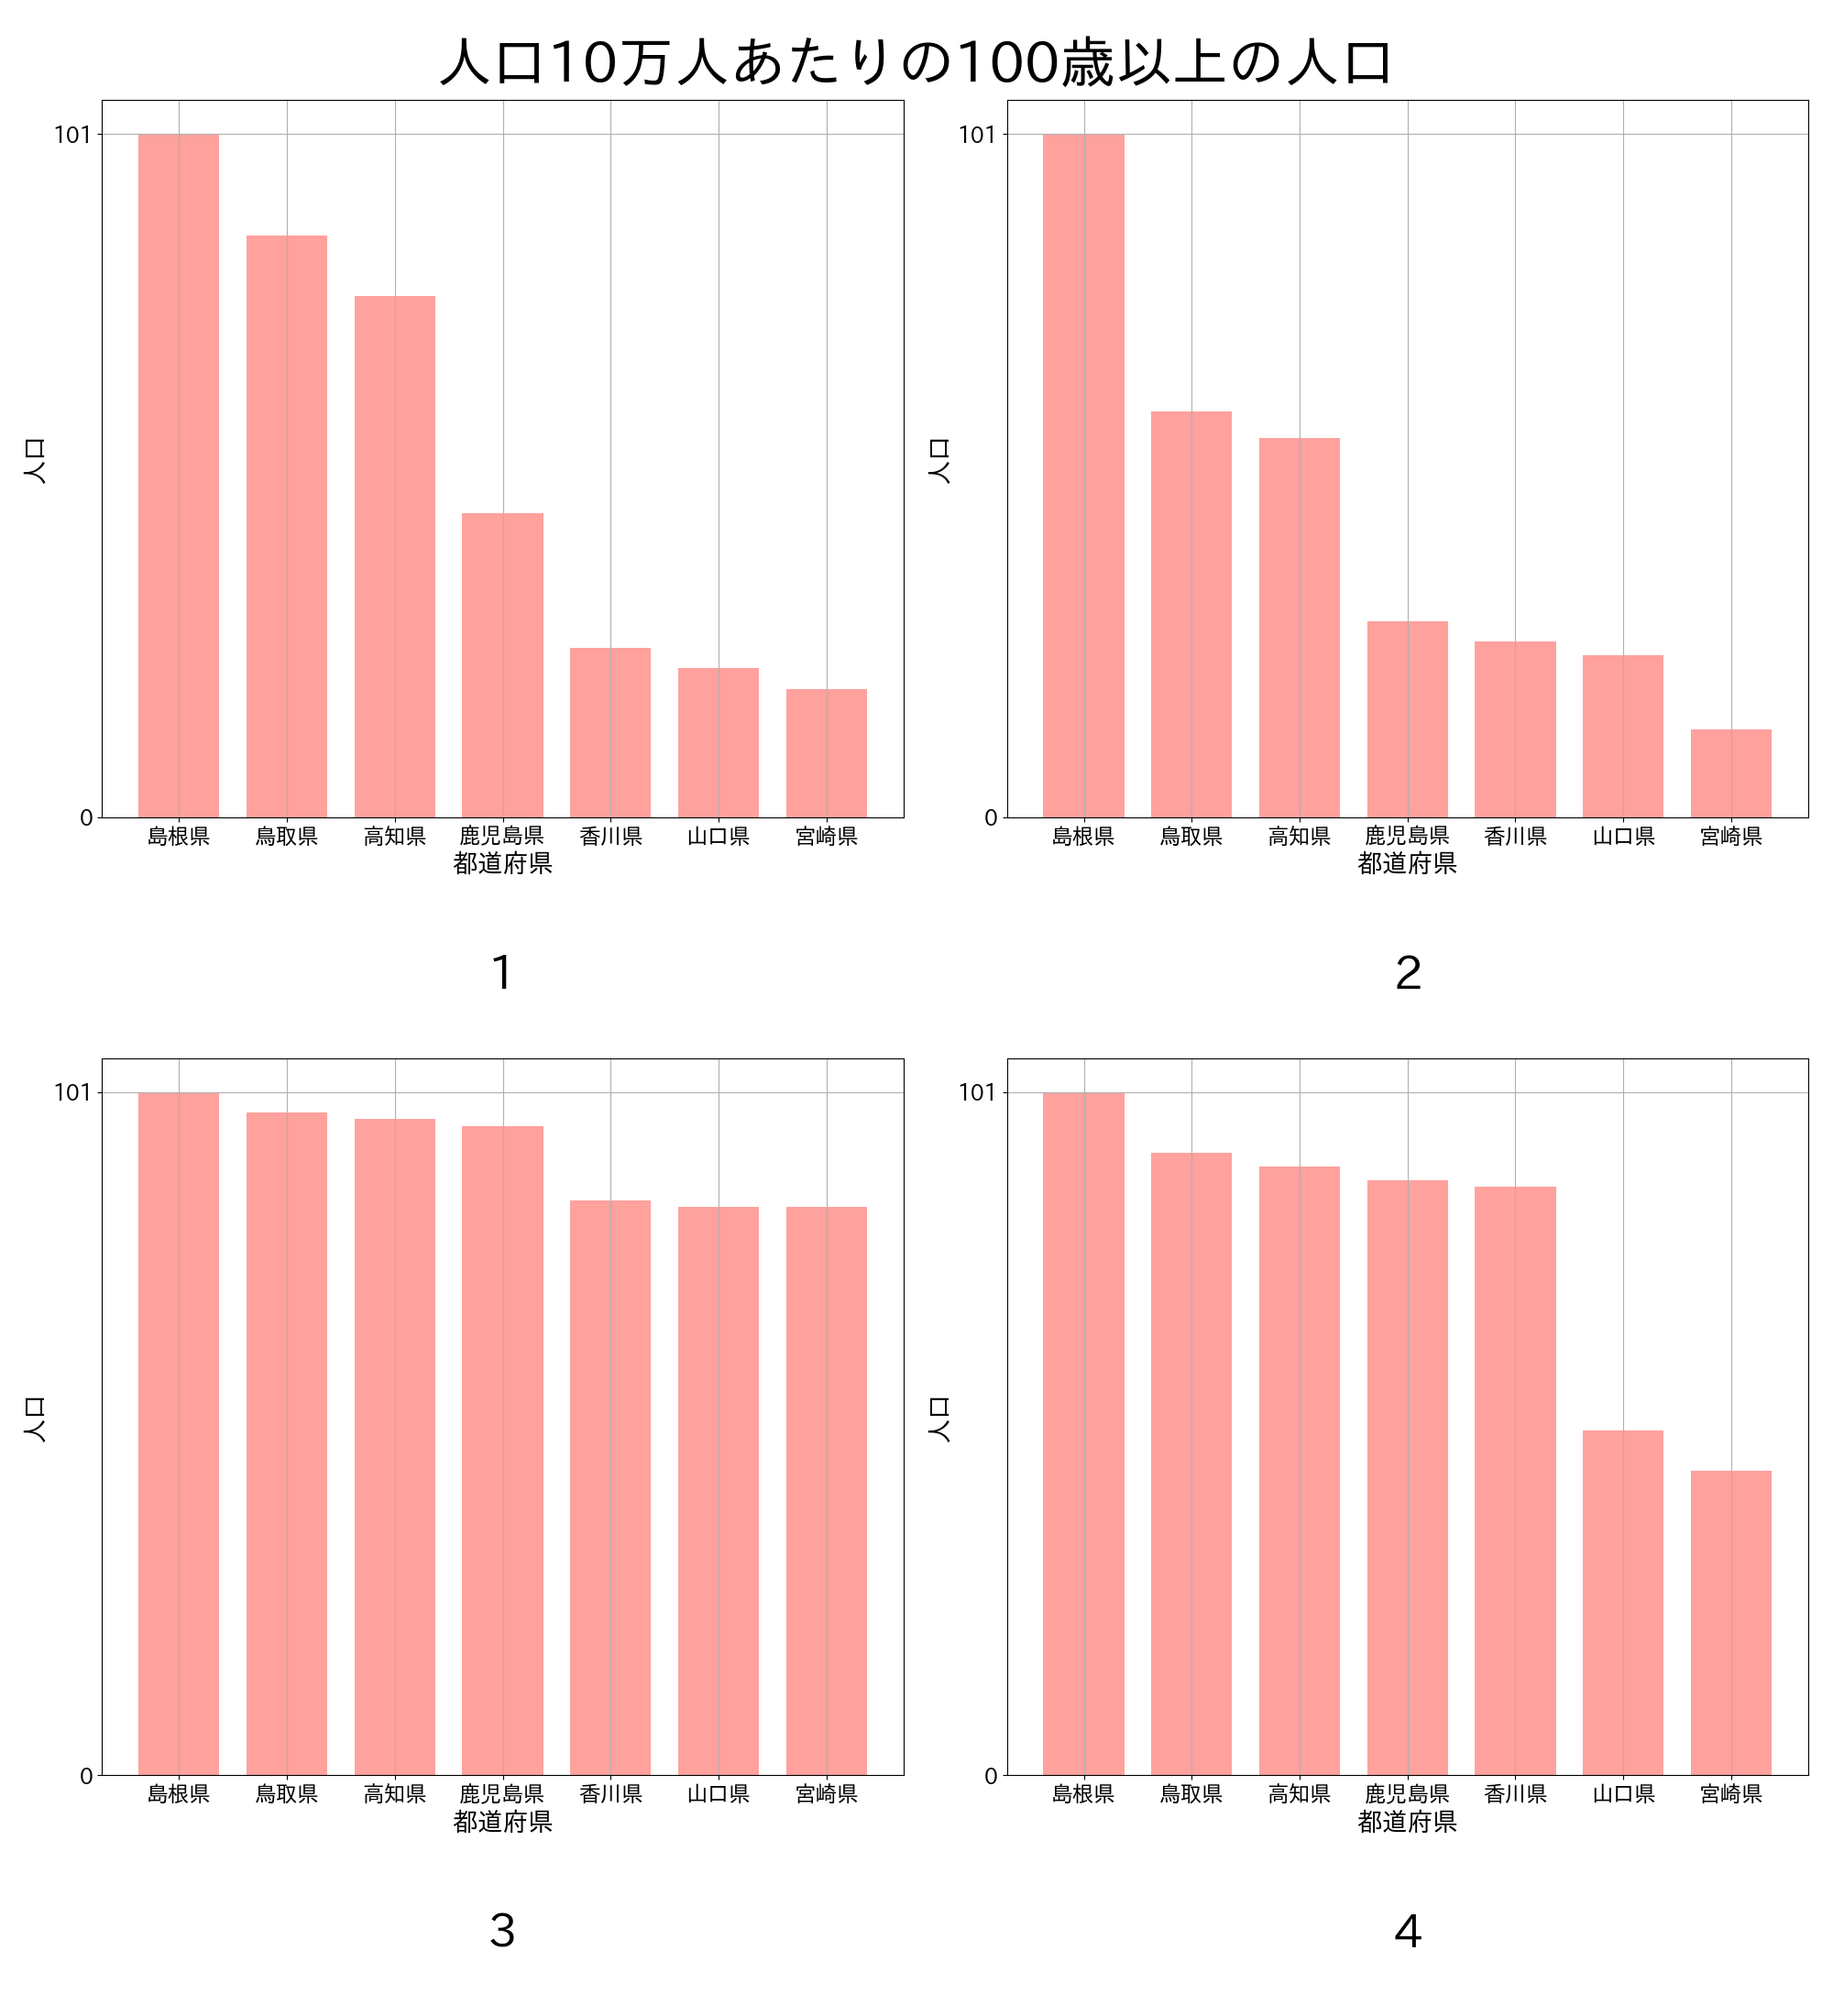 人口10万人あたりの100歳以上の人口
101
0
人口
島根県 鳥取県 高知県 鹿児島県 香川県 山口県 宮崎県
都道府県
1
101
0
人口
島根県 鳥取県 高知県 鹿児島県 香川県 山口県 宮崎県
都道府県
2
101
0
人口
島根県 鳥取県 高知県 鹿児島県 香川県 山口県 宮崎県
都道府県
3
101
0
人口
島根県 鳥取県 高知県 鹿児島県 香川県 山口県 宮崎県
都道府県
4